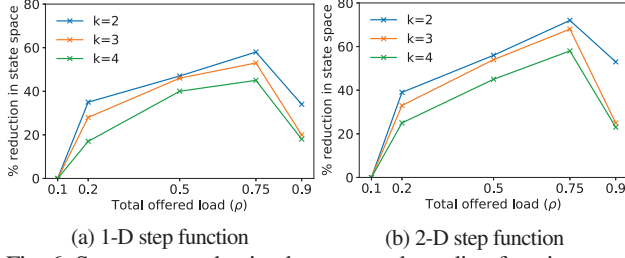 80
60
40
20
0
% reduction in state space
k=2
k=3
k=4
0.1 0.2 0.5 0.75 0.9
Total offered load (ρ)
(a) 1-D step function
80
60
40
20
0
% reduction in state space
k=2
k=3
k=4
0.1 0.2 0.5 0.75 0.9
Total offered load (ρ)
(b) 2-D step function